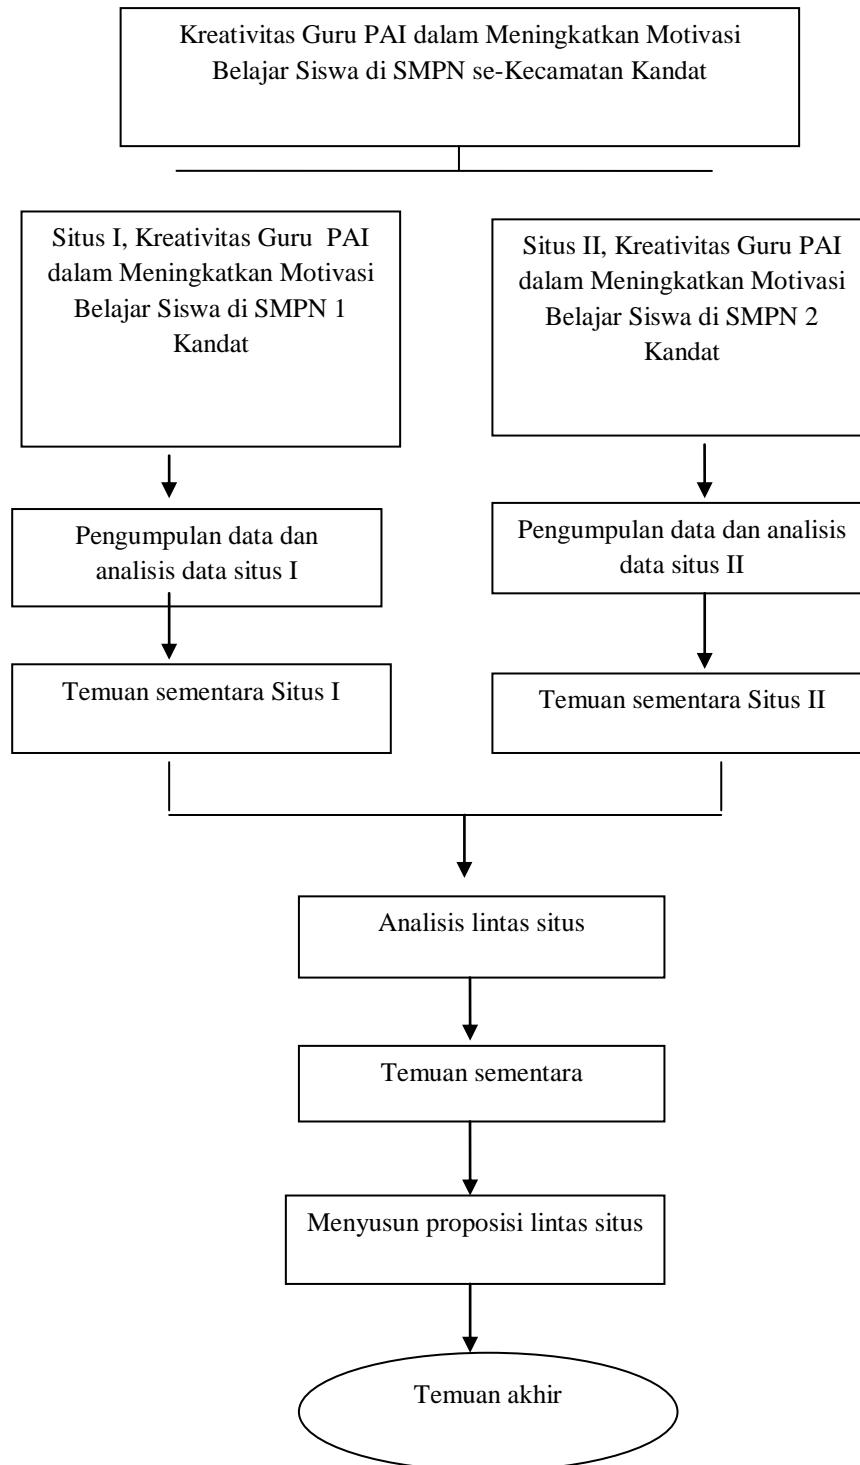 Kreativitas Guru PAI dalam Meningkatkan Motivasi
Belajar Siswa di SMPN se-Kecamatan Kandat
Situs I, Kreativitas Guru PAI
dalam Meningkatkan Motivasi
Belajar Siswa di SMPN 1
Kandat
Situs II, Kreativitas Guru PAI
dalam Meningkatkan Motivasi
Belajar Siswa di SMPN 2
Kandat
Pengumpulan data dan
analisis data situs I
Pengumpulan data dan analisis
data situs II
Temuan sementara Situs I
Temuan sementara Situs II
Analisis lintas situs
Temuan sementara
Menyusun proposisi lintas situs
Temuan akhir